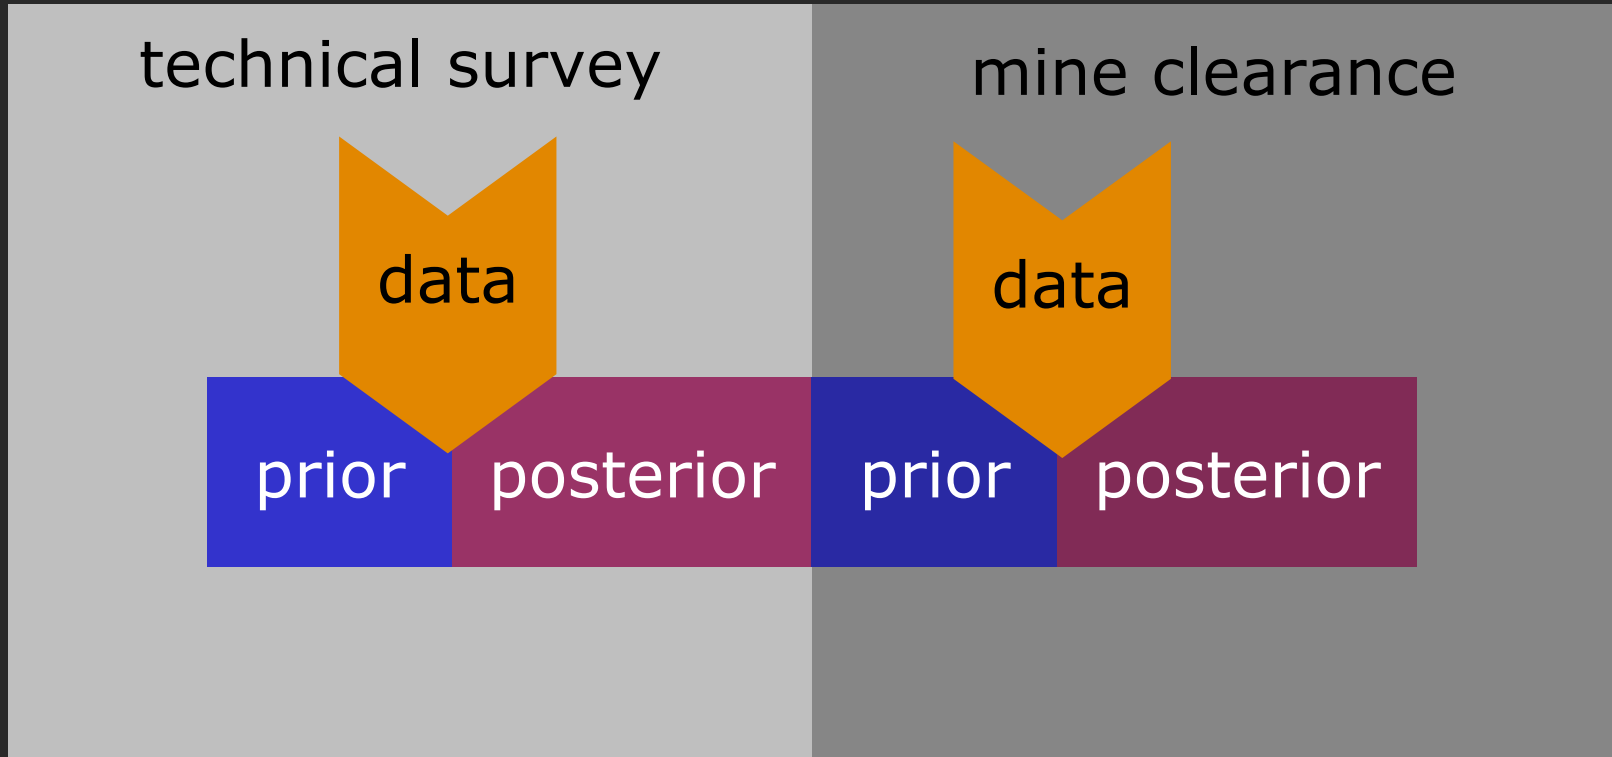 technical survey
mine clearance
data
data
prior
posterior
prior
posterior